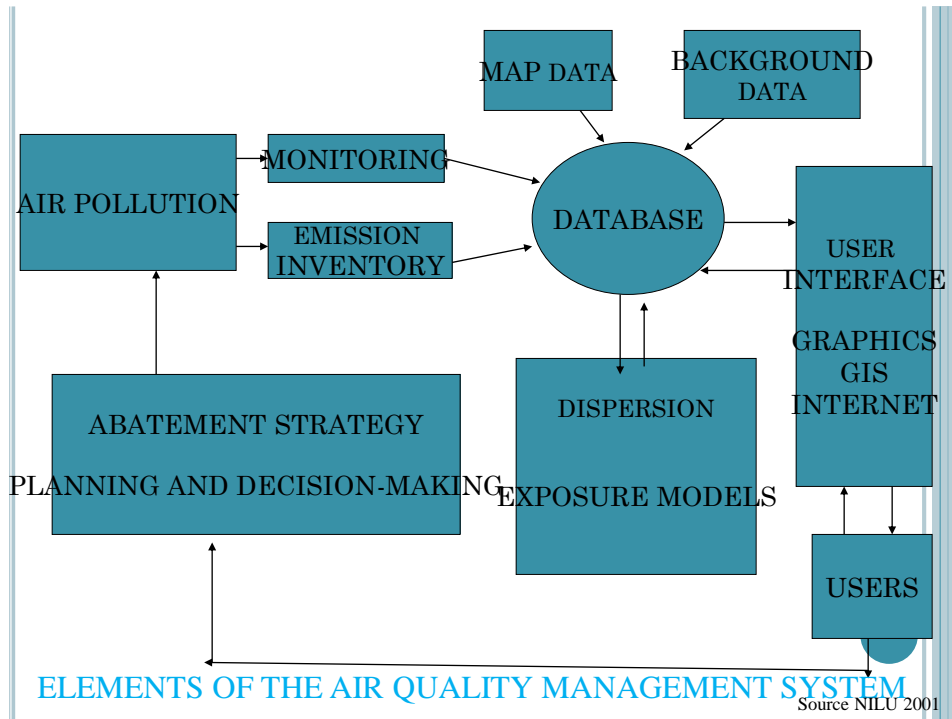 MAP DATA
BACKGROUND
DATA
MONITORING
AIR POLLUTION
EMISSION
INVENTORY
DATABASE
USER
INTERFACE
GRAPHICS
GIS
INTERNET
ABATEMENT STRATEGY
PLANNING AND DECISION-MAKING
DISPERSION
EXPOSURE MODELS
USERS
ELEMENTS OF THE AIR QUALITY MANAGEMENT SYSTEM
Source NILU 2001